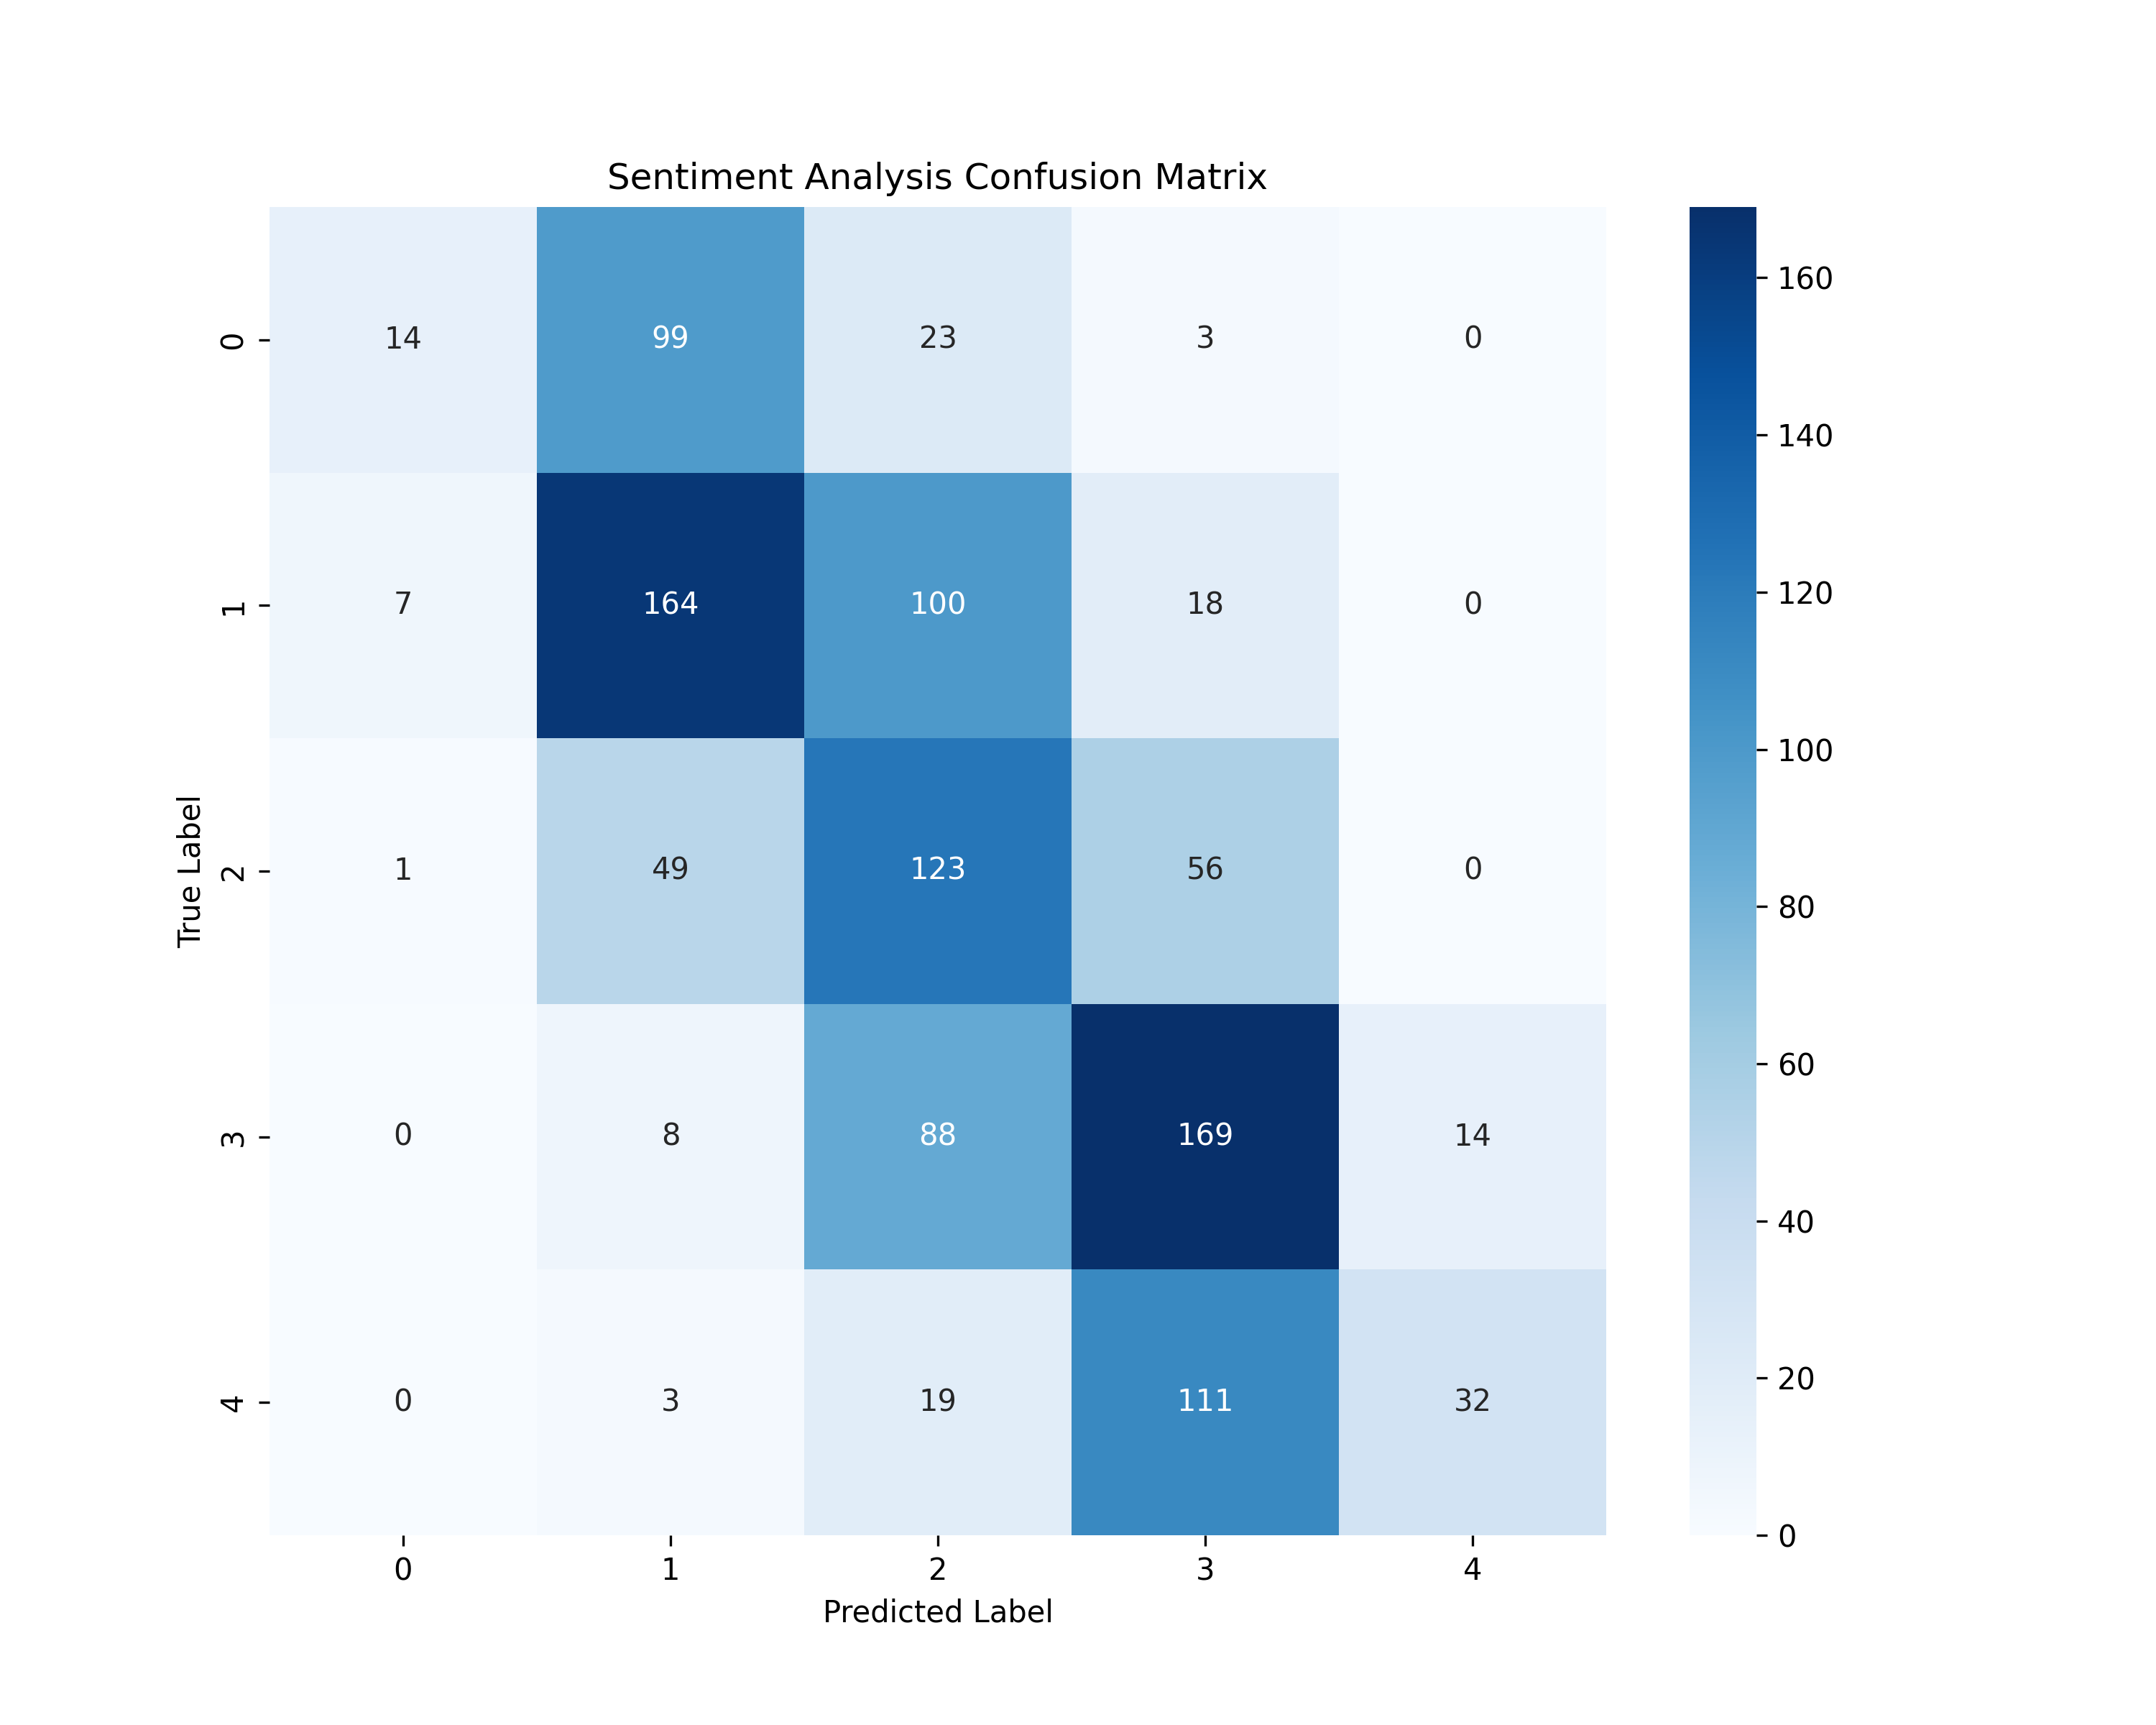 Sentiment Analysis Confusion Matrix
0 14 99 23 3 0
1 7 164 100 18 0
2 1 49 123 56 0
3 0 8 88 169 14
4 0 3 19 111 32
0 1 2 3 4
Predicted Label
True Label
160
140
120
100
80
60
40
20
0